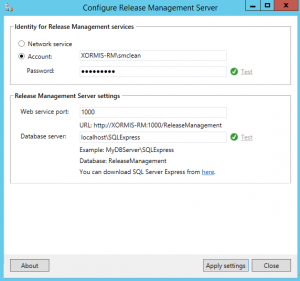 Configure Release Management Server
Identity for Release Management services
Network service
Account: XORMIS-RM\smclean
Password: ●●●●●●●●● Test
Release Management Server settings
Web service port: 1000
URL: http://XORMIS-RM:1000/ReleaseManagement
Database server: localhost\SQLExpress Test
Example: MyDBServer\SQLExpress
Database: ReleaseManagement
You can download SQL Server Express from here.
About Apply settings Close